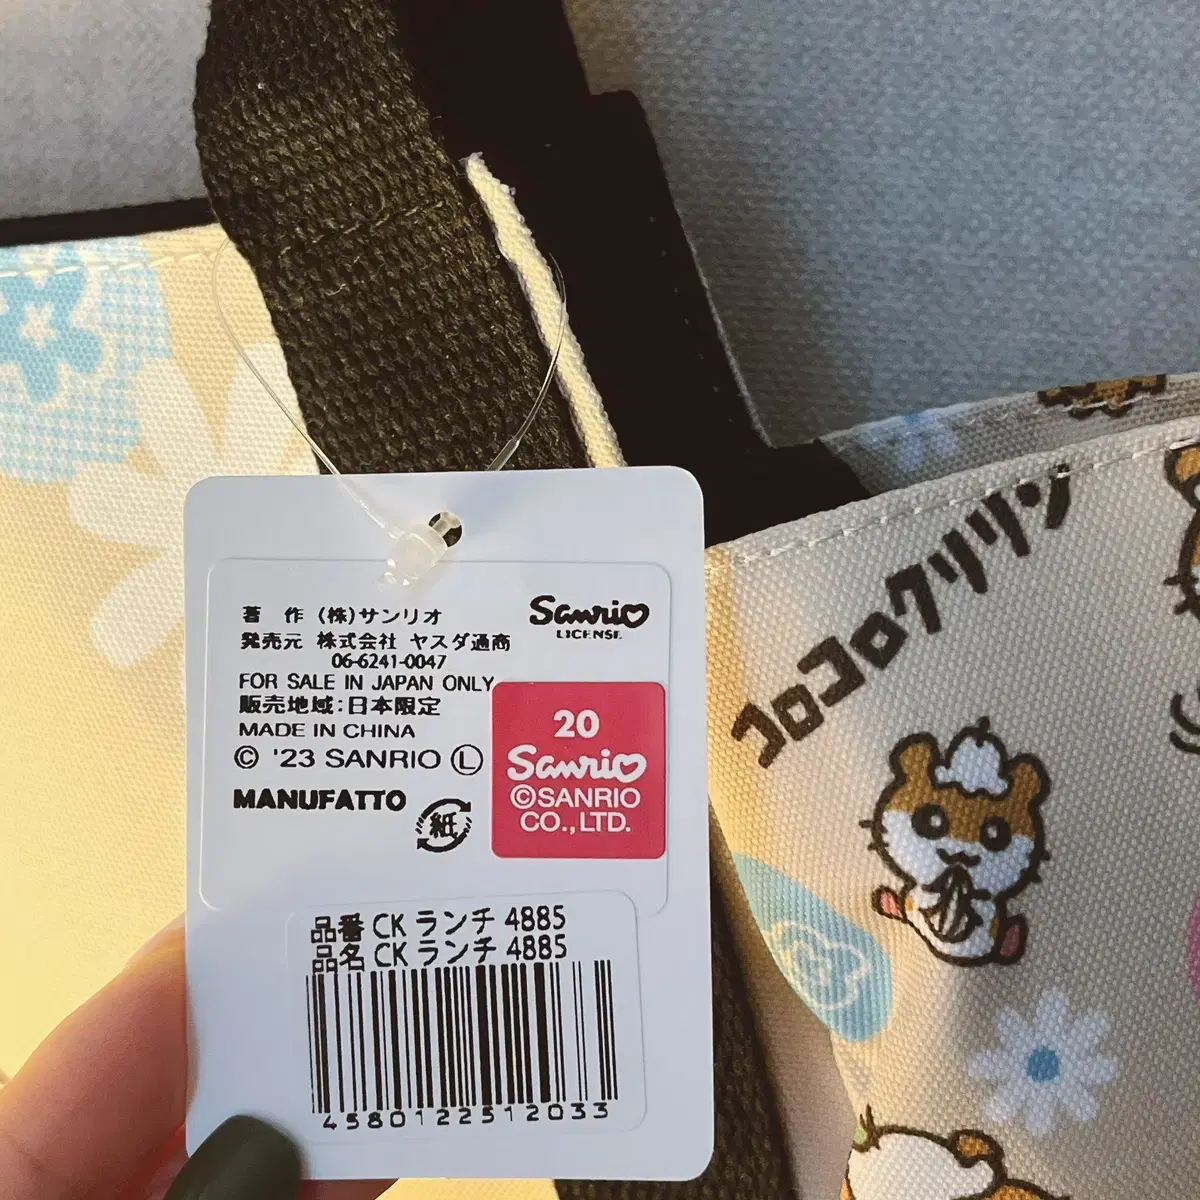 著 作 (株)サンリオ
発売元 株式会社 ヤスダ通商
06-6241-0047
FOR SALE IN JAPAN ONLY
販売地域:日本限定
MADE IN CHINA
© '23 SANRIO Ⓛ
MANUFATTO
紙
Sanrio
LICENSE
20
Sanrio
©SANRIO
CO.,LTD.
品番 CK ランチ 4885
品名 CK ランチ 4885
4580122512033
コロコロクリリン